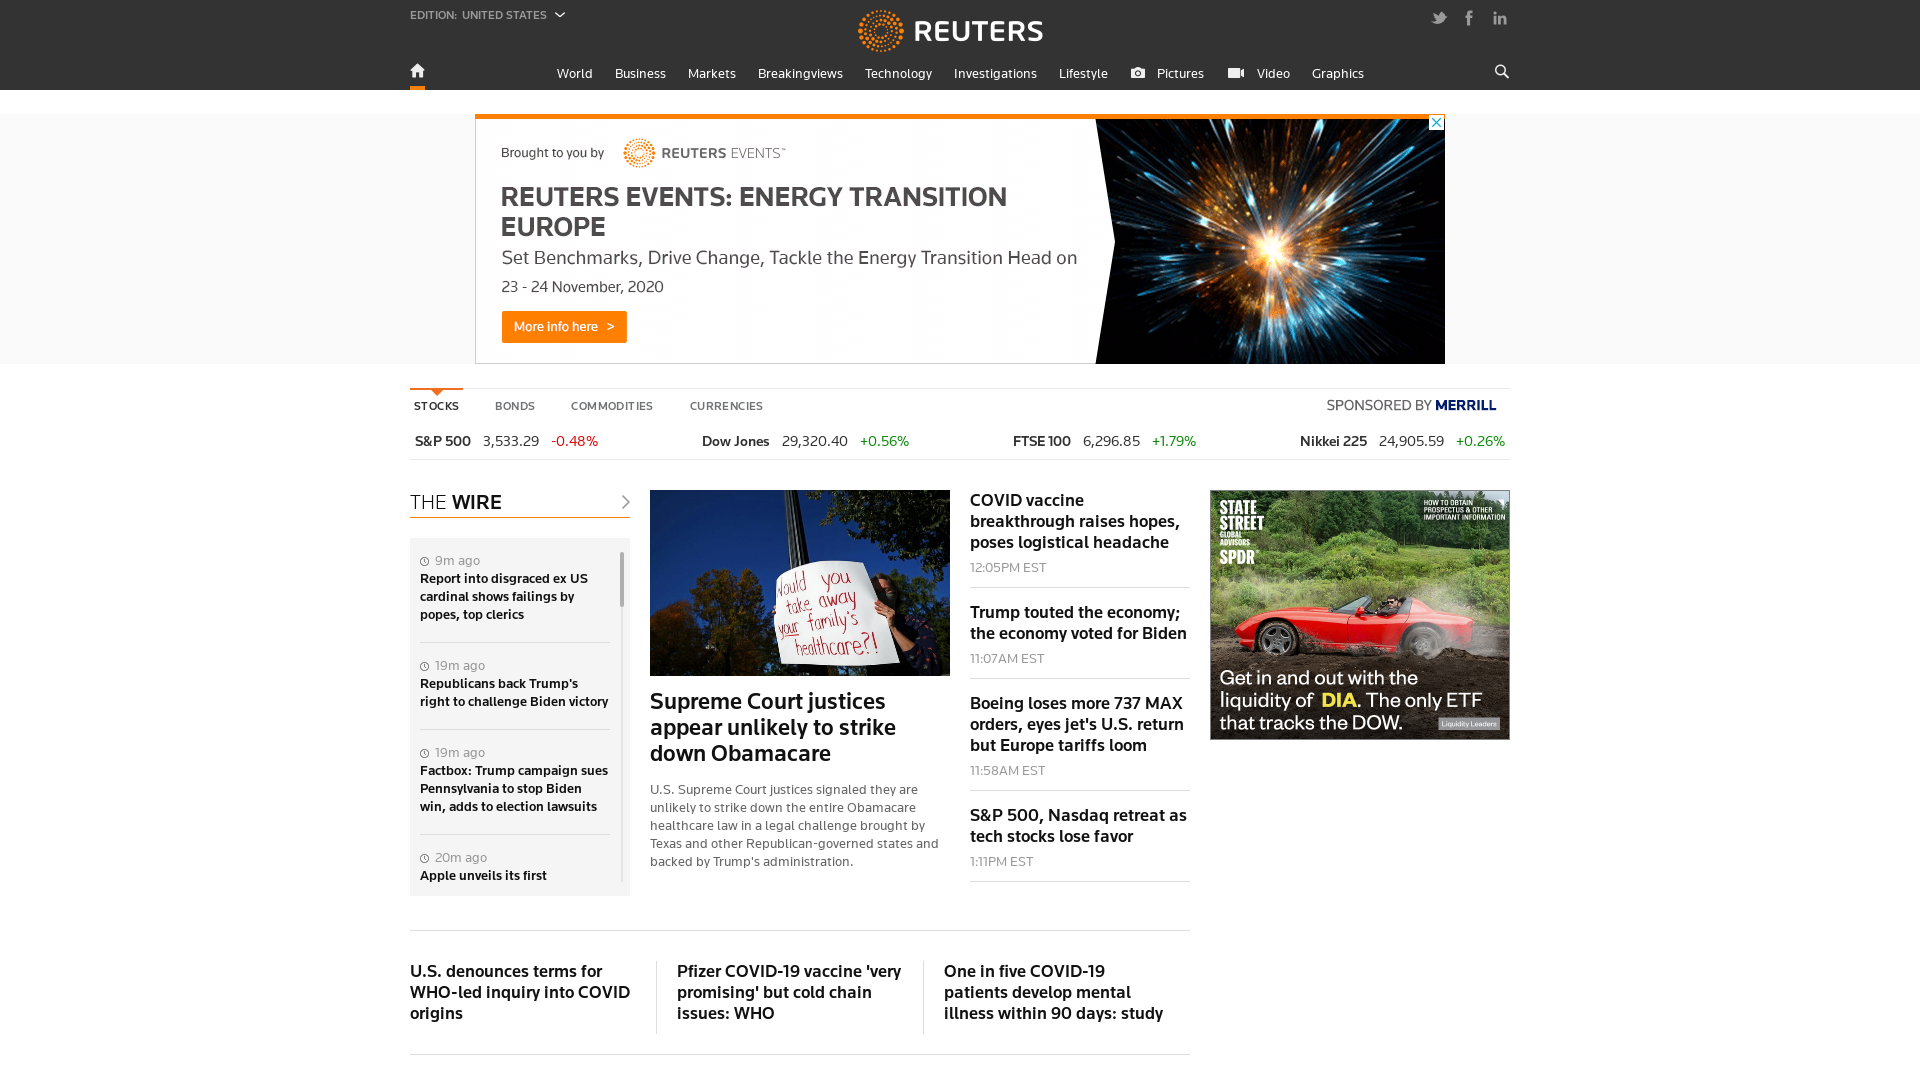 EDITION: UNITED STATES
REUTERS
World Business Markets Breakingviews Technology Investigations Lifestyle Pictures Video Graphics
Brought to you by REUTERS EVENTS™
REUTERS EVENTS: ENERGY TRANSITION
EUROPE
Set Benchmarks, Drive Change, Tackle the Energy Transition Head on
23 - 24 November, 2020
More info here >
STOCKS BONDS COMMODITIES CURRENCIES
SPONSORED BY MERRILL
S&P 500 3,533.29 -0.48% Dow Jones 29,320.40 +0.56% FTSE 100 6,296.85 +1.79% Nikkei 225 24,905.59 +0.26%
THE WIRE
9m ago
Report into disgraced ex US
cardinal shows failings by
popes, top clerics
19m ago
Republicans back Trump's
right to challenge Biden victory
19m ago
Factbox: Trump campaign sues
Pennsylvania to stop Biden
win, adds to election lawsuits
20m ago
Apple unveils its first
Would you
take away
your family's
healthcare?!
Supreme Court justices
appear unlikely to strike
down Obamacare
U.S. Supreme Court justices signaled they are
unlikely to strike down the entire Obamacare
healthcare law in a legal challenge brought by
Texas and other Republican-governed states and
backed by Trump's administration.
COVID vaccine
breakthrough raises hopes,
poses logistical headache
12:05PM EST
Trump touted the economy;
the economy voted for Biden
11:07AM EST
Boeing loses more 737 MAX
orders, eyes jet's U.S. return
but Europe tariffs loom
11:58AM EST
S&P 500, Nasdaq retreat as
tech stocks lose favor
1:11PM EST
STATE
STREET
GLOBAL
ADVISORS
SPDR
HOW TO OBTAIN
PROSPECTUS & OTHER
IMPORTANT INFORMATION
Get in and out with the
liquidity of DIA. The only ETF
that tracks the DOW.
Liquidity Leaders
U.S. denounces terms for
WHO-led inquiry into COVID
origins
Pfizer COVID-19 vaccine 'very
promising' but cold chain
issues: WHO
One in five COVID-19
patients develop mental
illness within 90 days: study